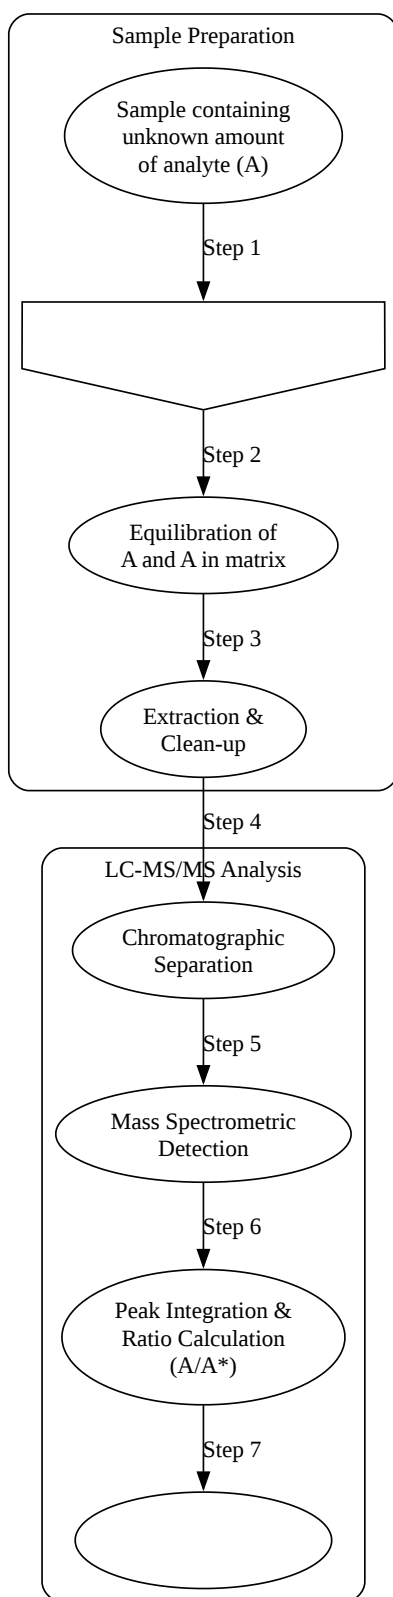 Sample Preparation
Sample containing
unknown amount
of analyte (A)
Step 1
Step 2
Equilibration of
A and A in matrix
Step 3
Extraction &
Clean-up
Step 4
LC-MS/MS Analysis
Chromatographic
Separation
Step 5
Mass Spectrometric
Detection
Step 6
Peak Integration &
Ratio Calculation
(A/A*)
Step 7